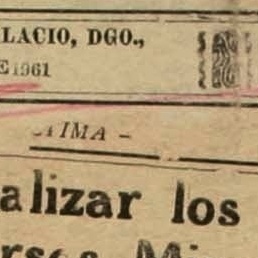 LACIO, DGO.,
E 1961
IMA -
alizar los